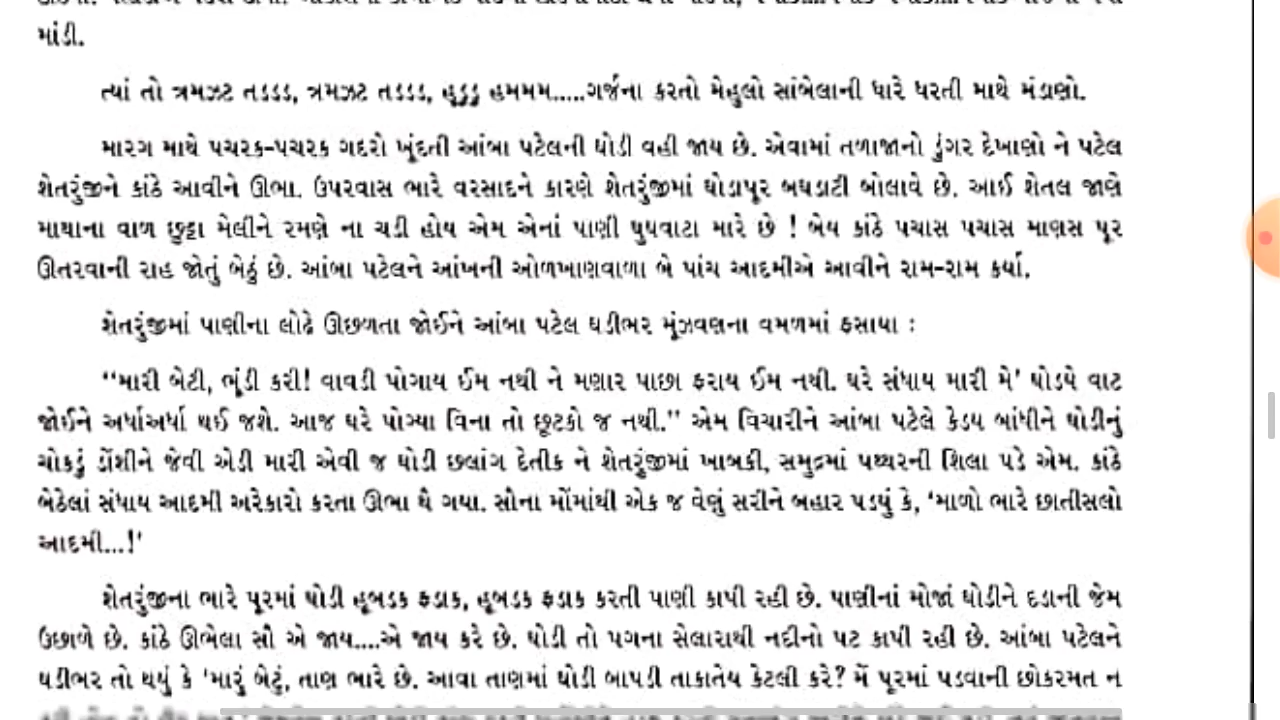 માંડી.
ત્યાં તો ત્રમઝટ તડડડ, ત્રમઝટ તડડડ, હૂડુડુ હમમમ.....ગર્જના કરતો મેહુલો સાંબેલાની ધારે ધરતી માથે મંડાણો.
મારગ માથે પચરક-પચરક ગદરો ખૂંદતી આંબા પટેલની ઘોડી વહી જાય છે. એવામાં તળાજાનો ડુંગર દેખાણો ને પટેલ
શેતરુંજીને કાંઠે આવીને ઊભા. ઉપરવાસ ભારે વરસાદને કારણે શેતરુંજીમાં ઘોડાપૂર બઘડાટી બોલાવે છે. આઈ શેતલ જાણે
માથાના વાળ છુટ્ટા મેલીને રમણે ના ચડી હોય એમ એનાં પાણી ઘુઘવાટા મારે છે ! બેય કાંઠે પચાસ પચાસ માણસ પૂર
ઊતરવાની રાહ જોતું બેઠું છે. આંબા પટેલને આંખની ઓળખાણવાળા બે પાંચ આદમીએ આવીને રામ-રામ કર્યા.
શેતરુંજીમાં પાણીના લોઢે ઊછળતા જોઈને આંબા પટેલ ઘડીભર મૂંઝવણના વમળમાં ફસાયા :
‘‘મારી બેટી, ભૂંડી કરી! વાવડી પોગાય ઈમ નથી ને મણાર પાછા ફરાય ઈમ નથી. ઘરે સંધાય મારી મે’ ઘોડયે વાટ
જોઈને અર્ધાઅર્ધા થઈ જશે. આજ ઘરે પોગ્યા વિના તો છૂટકો જ નથી.’’ એમ વિચારીને આંબા પટેલે કેડય બાંધીને ઘોડીનું
ચોકડું ડોંશીને જેવી એડી મારી એવી જ ઘોડી છલાંગ દેતીક ને શેતરુંજીમાં ખાબકી, સમુદ્રમાં પથ્થરની શિલા પડે એમ. કાંઠે
બેઠેલાં સંધાય આદમી અરેકારો કરતા ઊભા થૈ ગયા. સૌના મોંમાંથી એક જ વેણું સરીને બહાર પડયું કે, ‘માળો ભારે છાતીસલો
આદમી...!’
શેતરુંજીના ભારે પૂરમાં ઘોડી હૂબડક ફડાક, હૂબડક ફડાક કરતી પાણી કાપી રહી છે. પાણીનાં મોજાં ઘોડીને દડાની જેમ
ઉછાળે છે. કાંઠે ઊભેલા સૌ એ જાય....એ જાય કરે છે. ઘોડી તો પગના સેલારાથી નદીનો પટ કાપી રહી છે. આંબા પટેલને
ઘડીભર તો થયું કે ‘મારું બેટું, તાણ ભારે છે. આવા તાણમાં ઘોડી બાપડી તાકાતેય કેટલી કરે? મેં પૂરમાં પડવાની છોકરમત ન